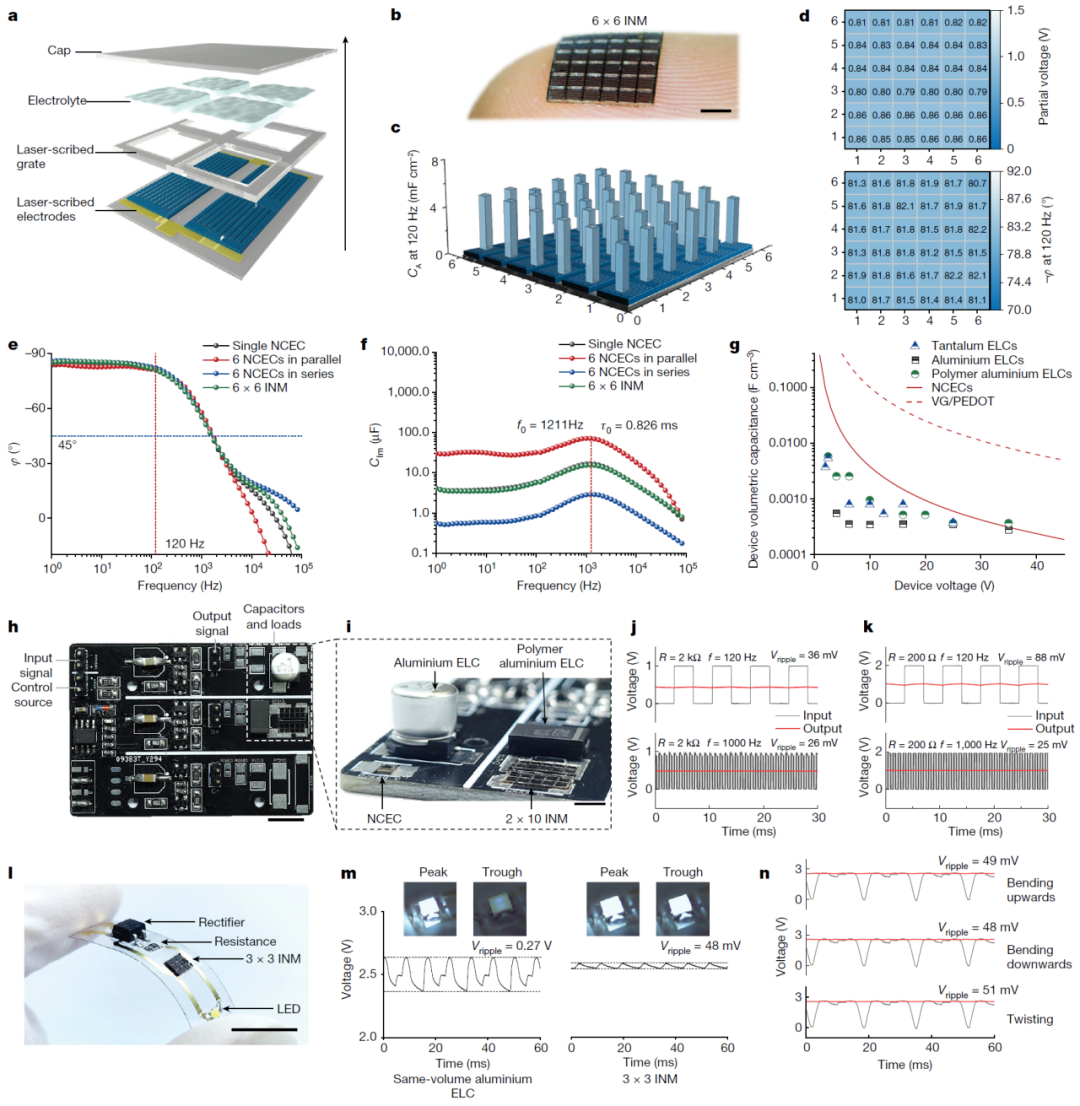 a
Cap
Electrolyte
Laser-scribed
grate
Laser-scribed
electrodes
b
6 × 6 INM
c
C_A at 120 Hz (mF cm⁻²)
8
4
0
6 5 4 3 2 1 0
0 1 2 3 4 5 6
d
6 0.81 0.81 0.81 0.81 0.82 0.82
5 0.84 0.83 0.84 0.84 0.84 0.83
4 0.84 0.84 0.84 0.84 0.84 0.84
3 0.80 0.80 0.79 0.80 0.80 0.80
2 0.86 0.86 0.86 0.86 0.86 0.86
1 0.86 0.85 0.86 0.86 0.86 0.86
1 2 3 4 5 6
1.5
1.0
0.5
0
Partial voltage (V)
6 81.3 81.6 81.8 81.9 81.7 80.7
5 81.6 81.8 82.1 81.7 81.7 81.9
4 81.6 81.7 81.8 81.5 81.8 82.2
3 81.3 81.8 81.8 81.2 81.5 81.5
2 81.9 81.8 81.6 81.7 82.2 82.1
1 81.0 81.7 81.5 81.4 81.4 81.1
1 2 3 4 5 6
92.0
87.6
83.2
78.8
74.4
70.0
−φ at 120 Hz (°)
e
Single NCEC
6 NCECs in parallel
6 NCECs in series
6 × 6 INM
−90
−60
−30
0
φ (°)
45°
120 Hz
10⁰ 10¹ 10² 10³ 10⁴ 10⁵
Frequency (Hz)
f
Single NCEC
6 NCECs in parallel
6 NCECs in series
6 × 6 INM
10,000.0
1,000.0
100.0
10.0
1.0
0.1
C_im (μF)
f₀ = 1211Hz τ₀ = 0.826 ms
10⁰ 10¹ 10² 10³ 10⁴ 10⁵
Frequency (Hz)
g
Tantalum ELCs
Aluminium ELCs
Polymer aluminium ELCs
NCECs
VG/PEDOT
0.1000
0.0100
0.0010
0.0001
Device volumetric capacitance (F cm⁻³)
0 10 20 30 40
Device voltage (V)
h
Input
signal
Control
source
Output
signal
Capacitors
and loads
09383T_Y294
i
Aluminium ELC
Polymer
aluminium ELC
NCEC
2 × 10 INM
j
R = 2 kΩ f = 120 Hz V_ripple = 36 mV
Voltage (V)
1
0
Input
Output
R = 2 kΩ f = 1000 Hz V_ripple = 26 mV
Voltage (V)
1
0
0 10 20 30
Time (ms)
k
R = 200 Ω f = 120 Hz V_ripple = 88 mV
Voltage (V)
2
1
0
Input
Output
R = 200 Ω f = 1,000 Hz V_ripple = 25 mV
Voltage (V)
2
1
0
0 10 20 30
Time (ms)
l
Rectifier
Resistance
3 × 3 INM
LED
m
Peak Trough
V_ripple = 0.27 V
Peak Trough
V_ripple = 48 mV
3.0
2.5
2.0
Voltage (V)
0 20 40 60
Time (ms)
Same-volume aluminium
ELC
0 20 40 60
Time (ms)
3 × 3 INM
n
V_ripple = 49 mV
3
0
Bending
upwards
V_ripple = 48 mV
Voltage (V)
3
0
Bending
downwards
V_ripple = 51 mV
3
0
Twisting
0 20 40 60
Time (ms)